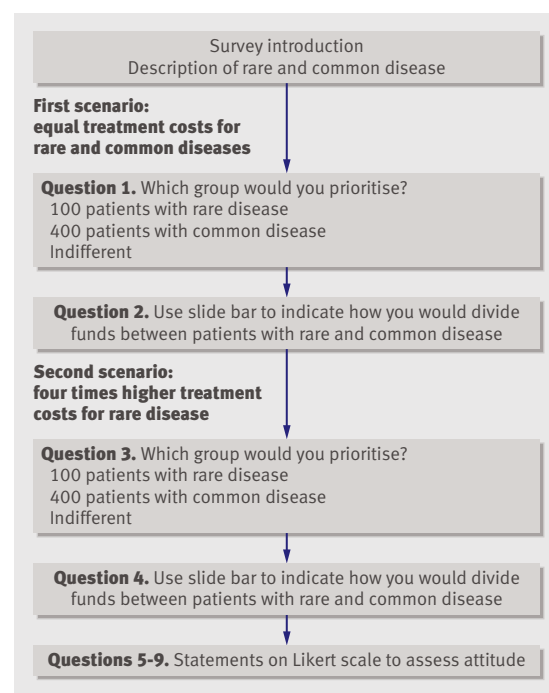 Survey introduction
Description of rare and common disease
First scenario:
equal treatment costs for
rare and common diseases
Question 1. Which group would you prioritise?
100 patients with rare disease
400 patients with common disease
Indifferent
Question 2. Use slide bar to indicate how you would divide
funds between patients with rare and common disease
Second scenario:
four times higher treatment
costs for rare disease
Question 3. Which group would you prioritise?
100 patients with rare disease
400 patients with common disease
Indifferent
Question 4. Use slide bar to indicate how you would divide
funds between patients with rare and common disease
Questions 5-9. Statements on Likert scale to assess attitude